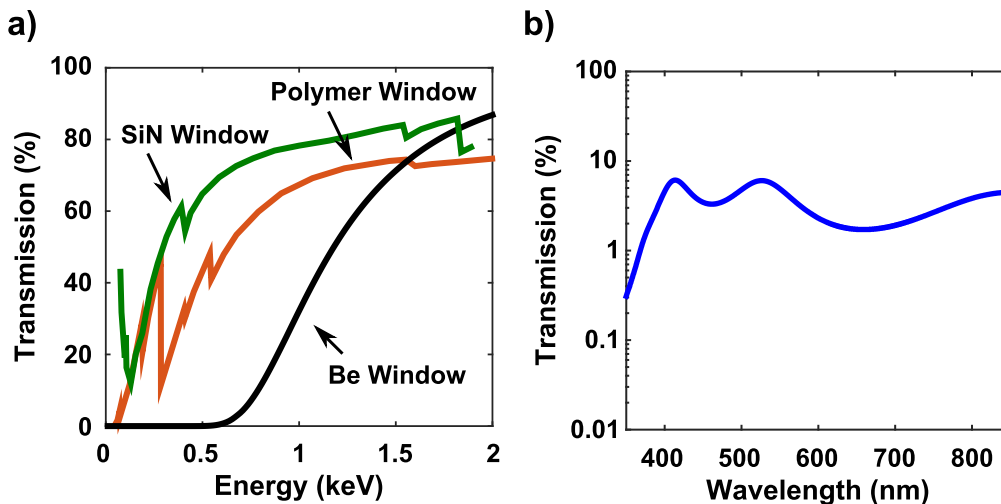 a)
100
80
60
40
20
0
Transmission (%)
Polymer Window
SiN Window
Be Window
0
0.5
1
1.5
2
Energy (keV)
b)
100
10
1
0.1
0.01
Transmission (%)
400
500
600
700
800
Wavelength (nm)